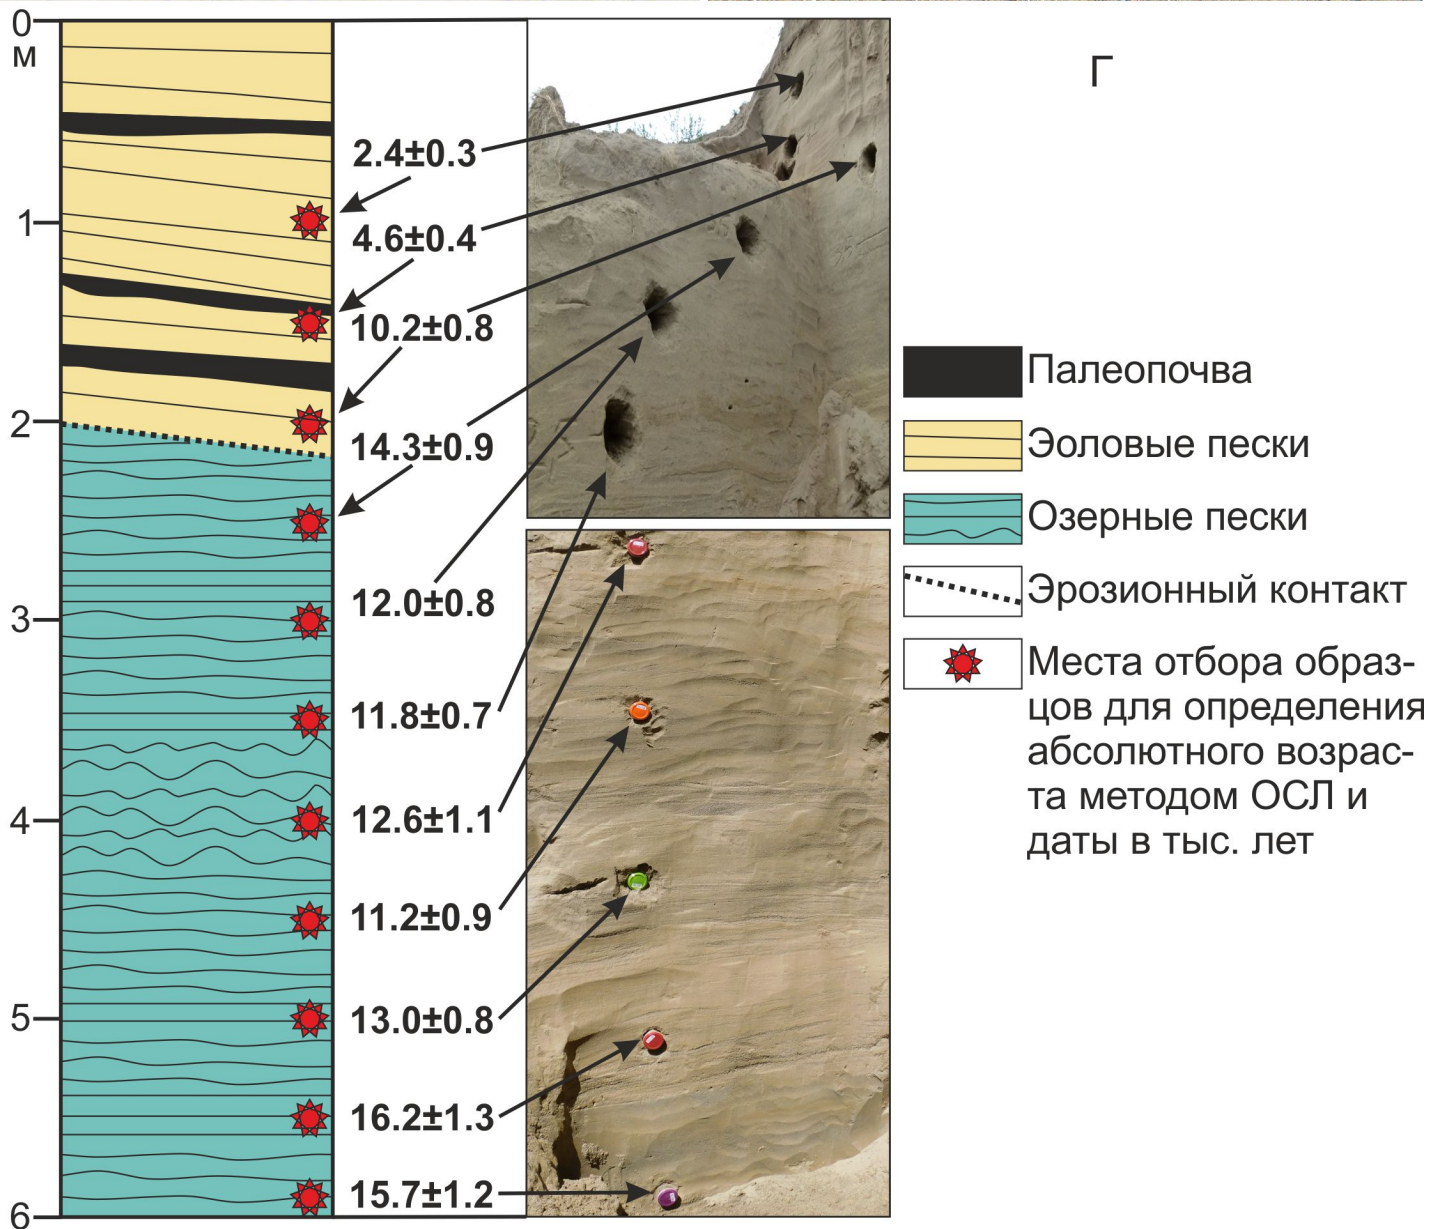 0
м
1
2
3
4
5
6
2.4±0.3
4.6±0.4
10.2±0.8
14.3±0.9
12.0±0.8
11.8±0.7
12.6±1.1
11.2±0.9
13.0±0.8
16.2±1.3
15.7±1.2
Г
Палеопочва
Эоловые пески
Озерные пески
Эрозионный контакт
Места отбора образ-
цов для определения
абсолютного возрас-
та методом ОСЛ и
даты в тыс. лет